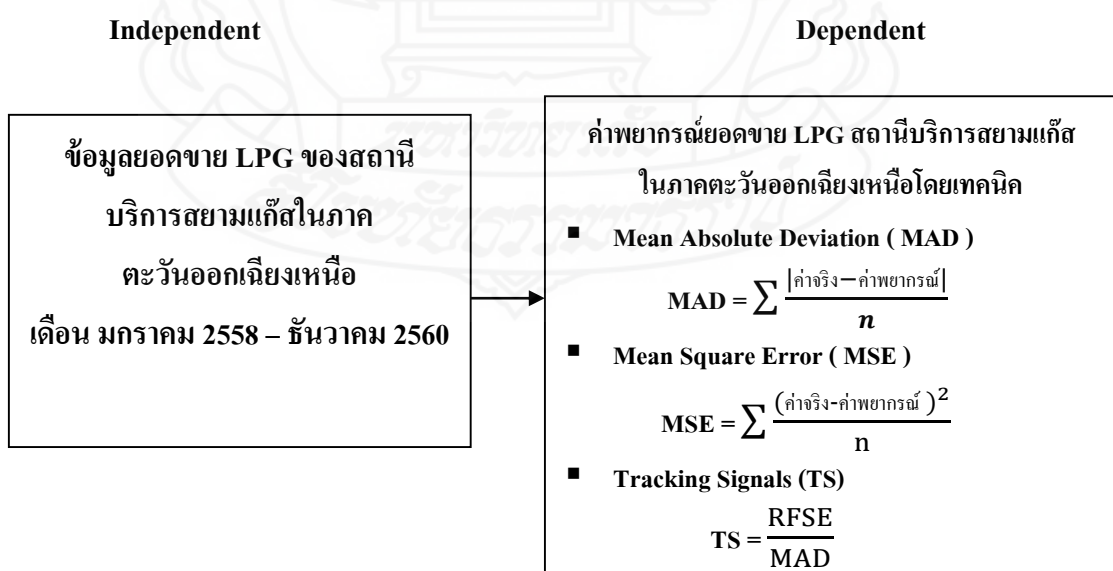 Independent
Dependent
ข้อมูลยอดขาย LPG ของสถานี
บริการสยามแก๊สในภาค
ตะวันออกเฉียงเหนือ
เดือน มกราคม 2558 – ธันวาคม 2560
ค่าพยากรณ์ยอดขาย LPG สถานีบริการสยามแก๊ส
ในภาคตะวันออกเฉียงเหนือโดยเทคนิค
■ Mean Absolute Deviation ( MAD )
MAD = ∑ |ค่าจริง−ค่าพยากรณ์| / n
■ Mean Square Error ( MSE )
MSE = ∑ (ค่าจริง-ค่าพยากรณ์ )² / n
■ Tracking Signals (TS)
TS = RFSE / MAD